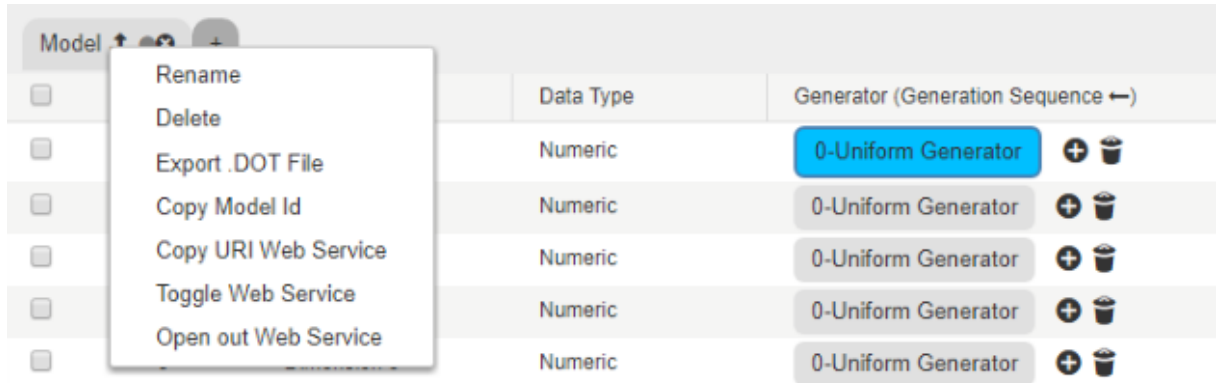 Model +
Rename
Delete
Export .DOT File
Copy Model Id
Copy URI Web Service
Toggle Web Service
Open out Web Service
Data Type Generator (Generation Sequence ←)
Numeric 0-Uniform Generator
Numeric 0-Uniform Generator
Numeric 0-Uniform Generator
Numeric 0-Uniform Generator
Numeric 0-Uniform Generator